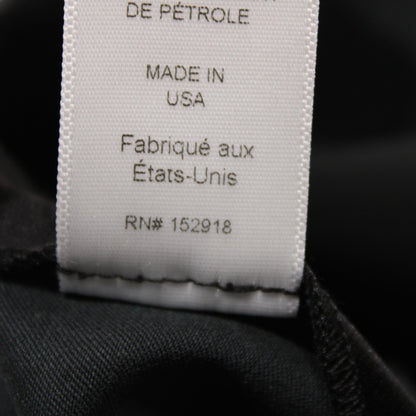 DE PÉTROLE
MADE IN
USA
Fabriqué aux
États-Unis
RN# 152918